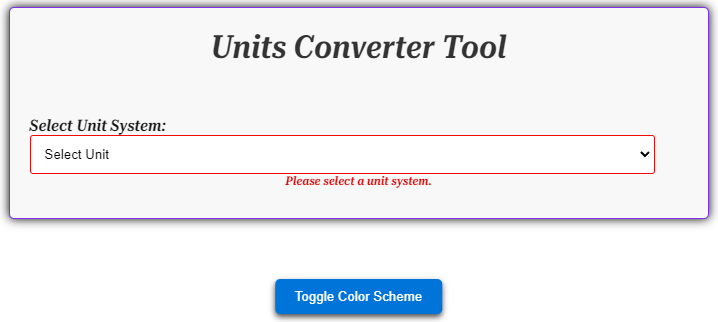 Units Converter Tool
Select Unit System:
Select Unit
Please select a unit system.
Toggle Color Scheme